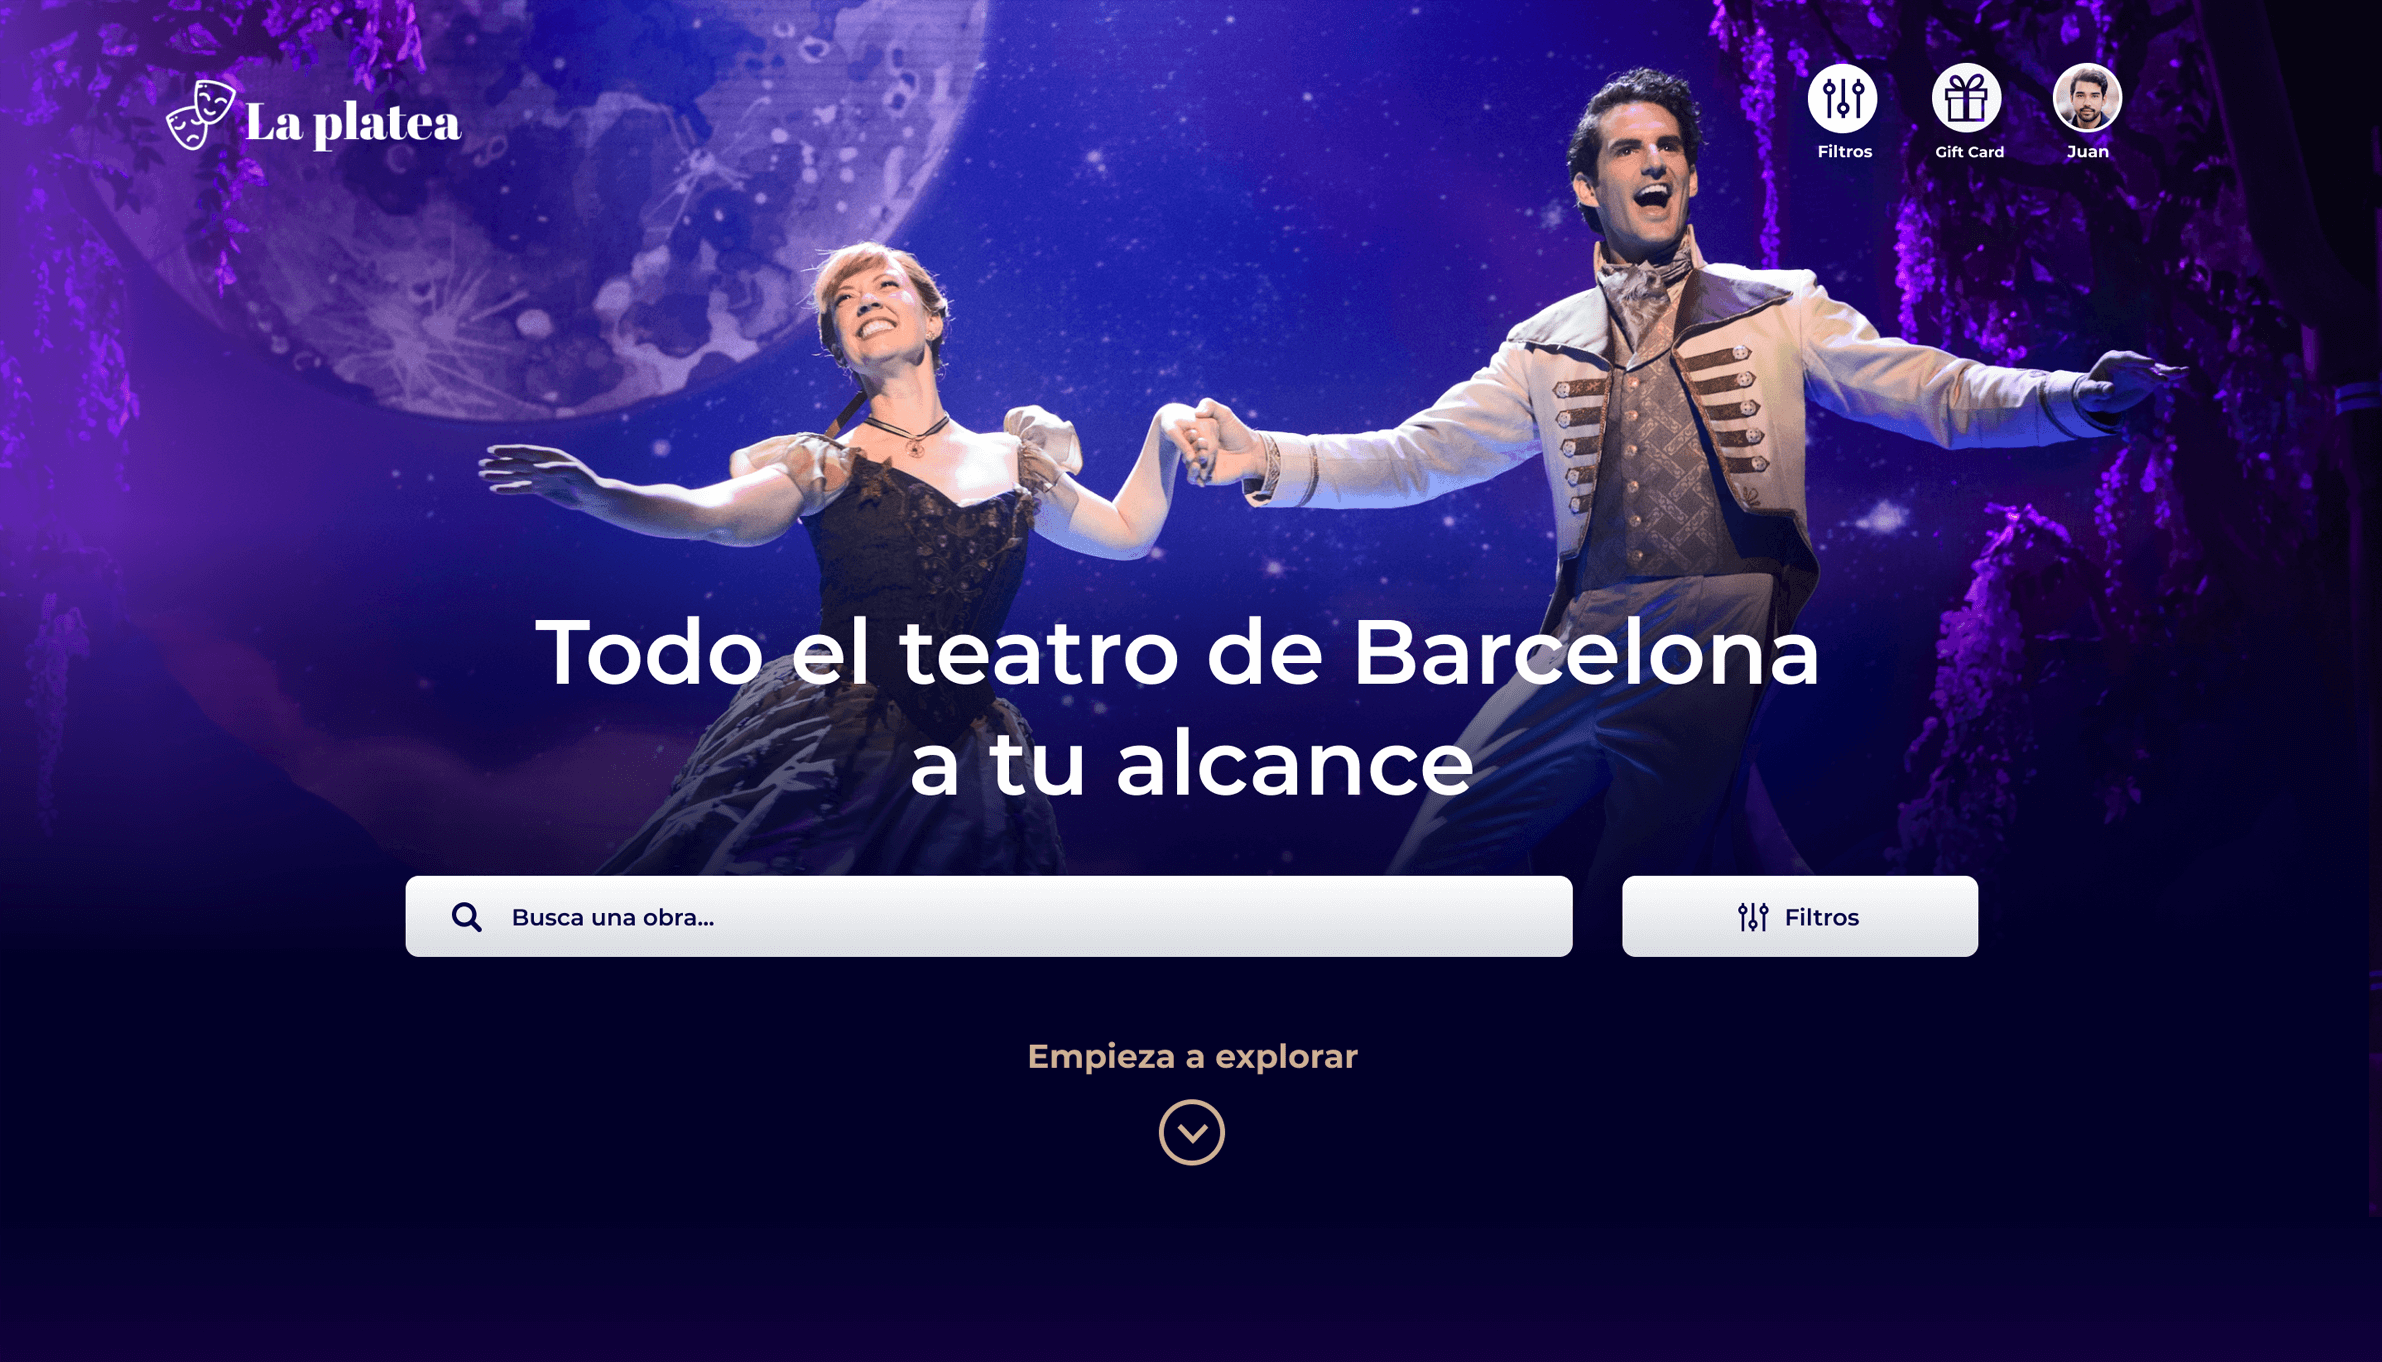 La platea
Filtros
Gift Card
Juan
Todo el teatro de Barcelona
a tu alcance
Busca una obra...
Filtros
Empieza a explorar